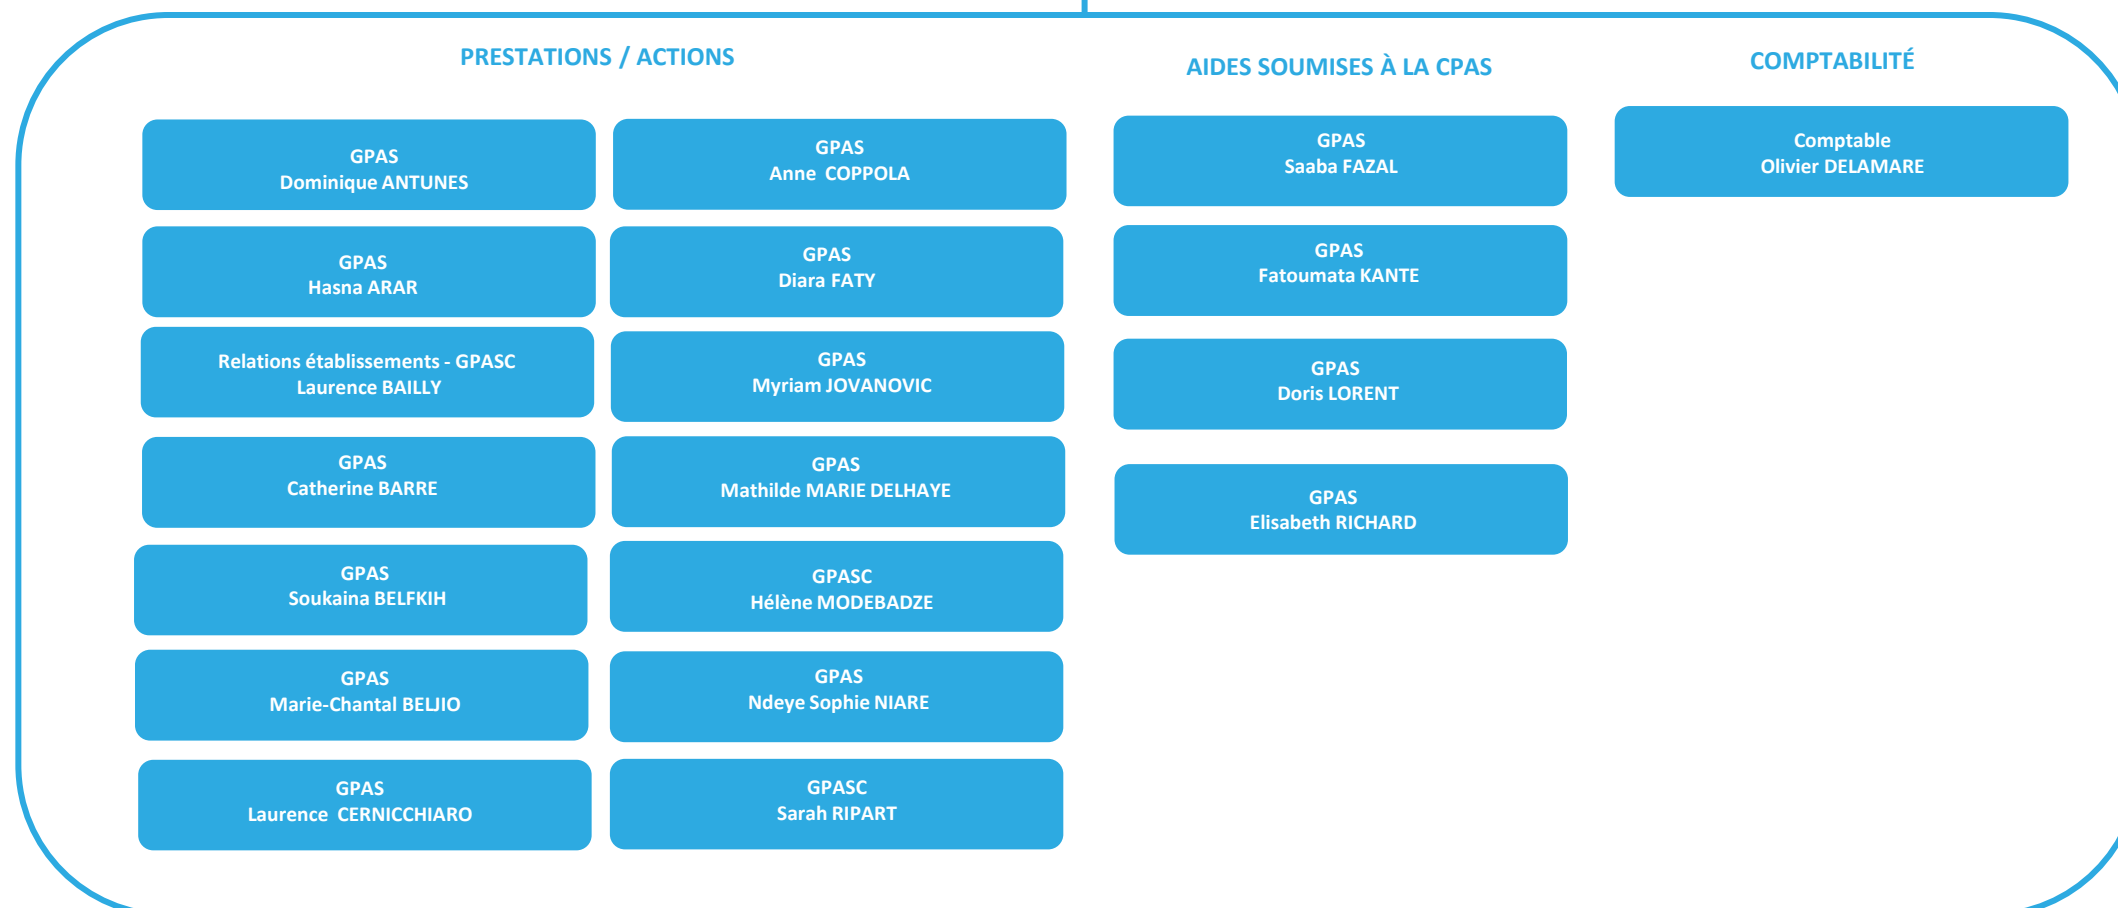 PRESTATIONS / ACTIONS
GPAS
Dominique ANTUNES
GPAS
Hasna ARAR
Relations établissements - GPASC
Laurence BAILLY
GPAS
Catherine BARRE
GPAS
Soukaina BELFKIH
GPAS
Marie-Chantal BELJIO
GPAS
Laurence CERNICCHIARO
GPAS
Anne COPPOLA
GPAS
Diara FATY
GPAS
Myriam JOVANOVIC
GPAS
Mathilde MARIE DELHAYE
GPASC
Hélène MODEBADZE
GPAS
Ndeye Sophie NIARE
GPASC
Sarah RIPART
AIDES SOUMISES À LA CPAS
GPAS
Saaba FAZAL
GPAS
Fatoumata KANTE
GPAS
Doris LORENT
GPAS
Elisabeth RICHARD
COMPTABILITÉ
Comptable
Olivier DELAMARE